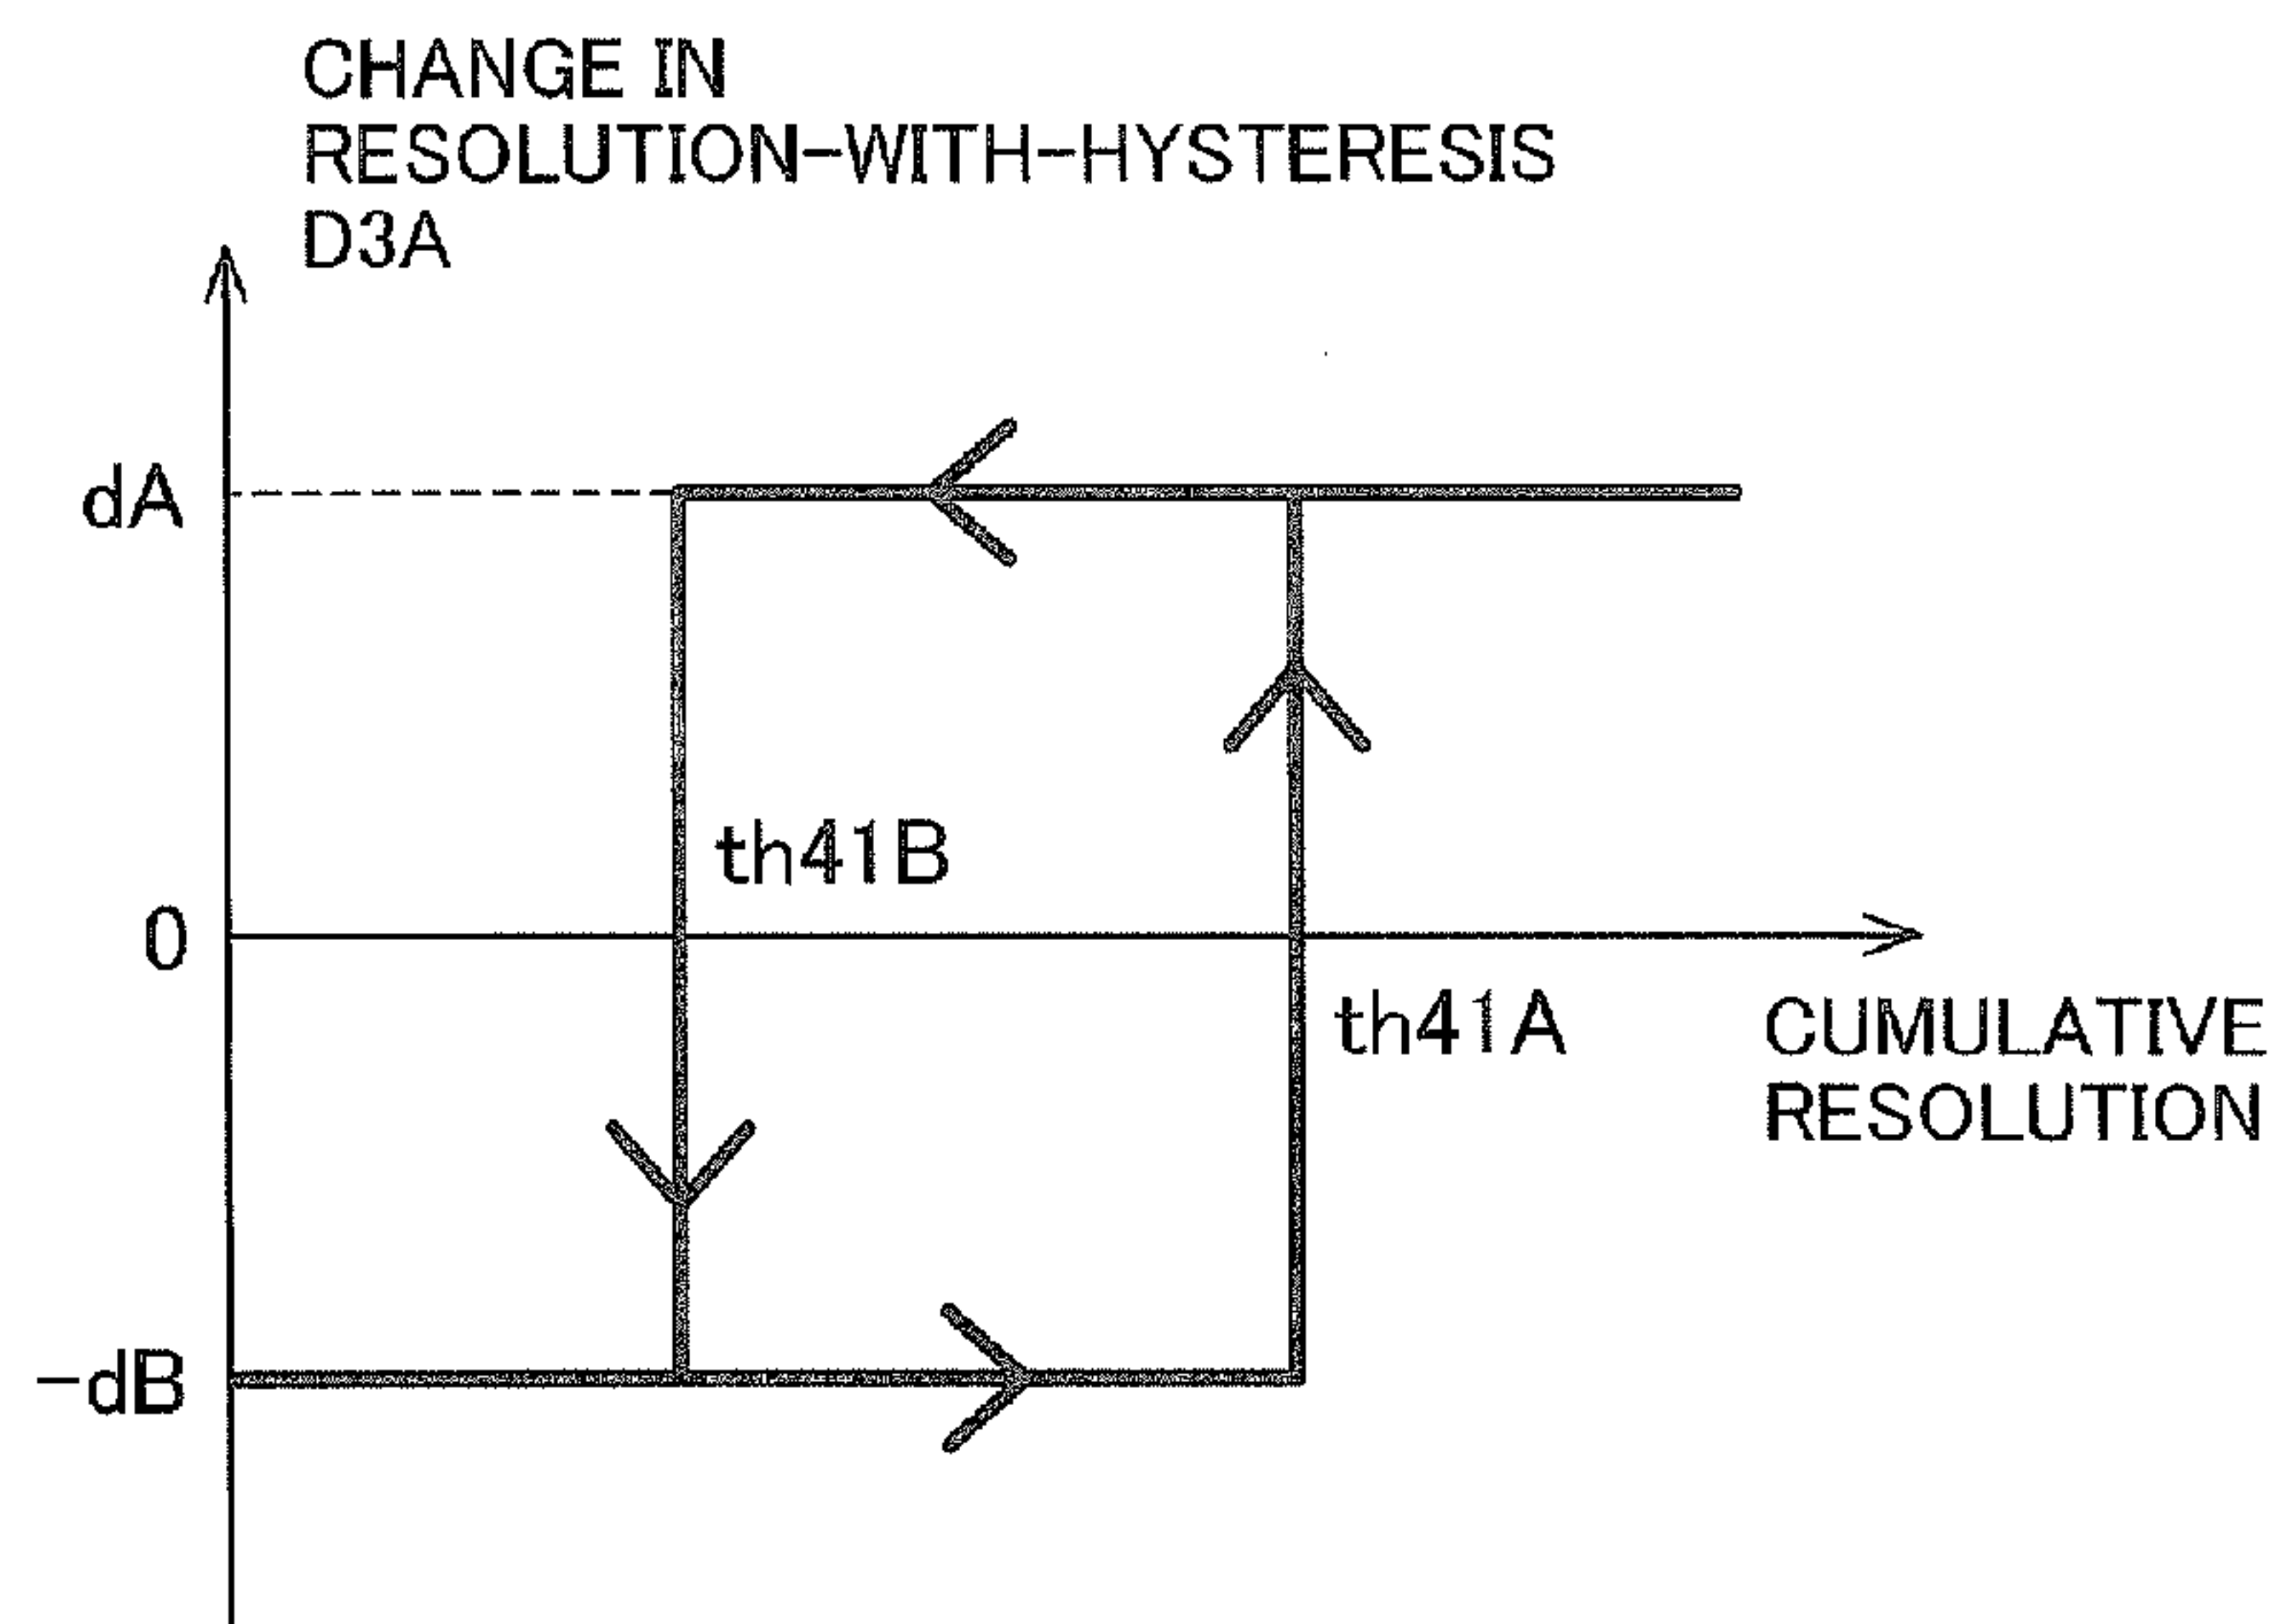 CHANGE IN
RESOLUTION-WITH-HYSTERESIS
D3A
dA
th41B
0
th41A
CUMULATIVE
RESOLUTION
-dB